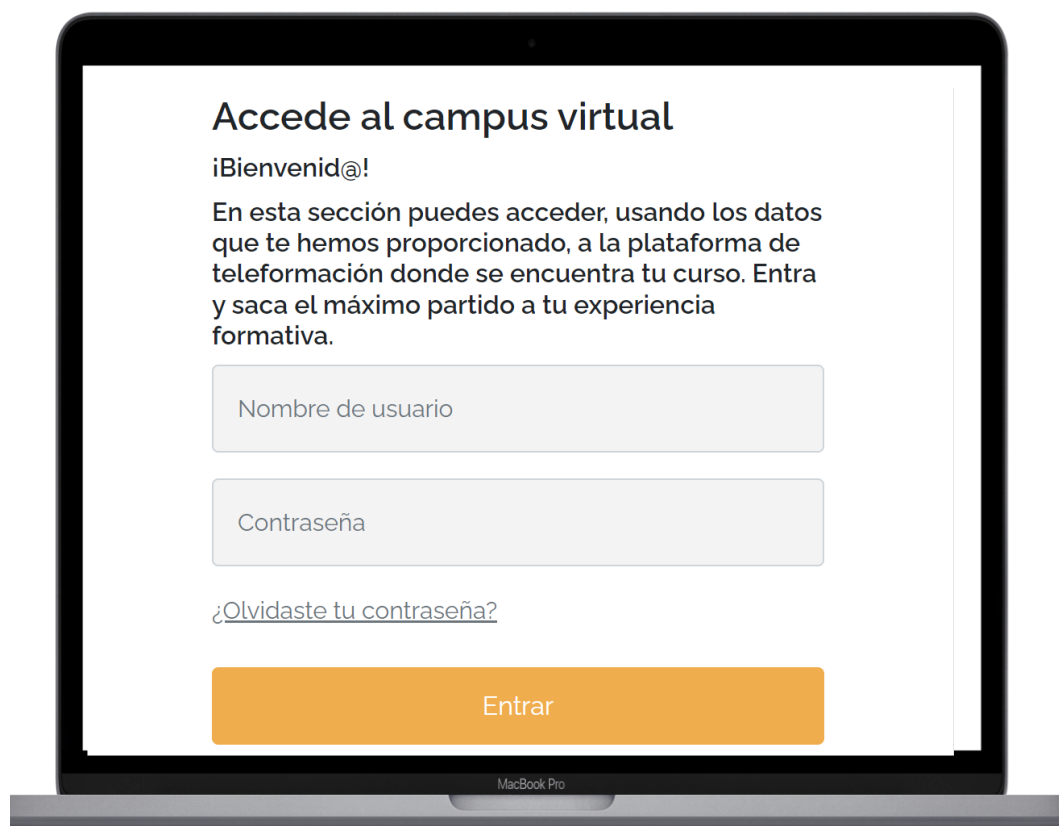 Accede al campus virtual
¡Bienvenid@!
En esta sección puedes acceder, usando los datos
que te hemos proporcionado, a la plataforma de
teleformación donde se encuentra tu curso. Entra
y saca el máximo partido a tu experiencia
formativa.
Nombre de usuario
Contraseña
¿Olvidaste tu contraseña?
Entrar
MacBook Pro